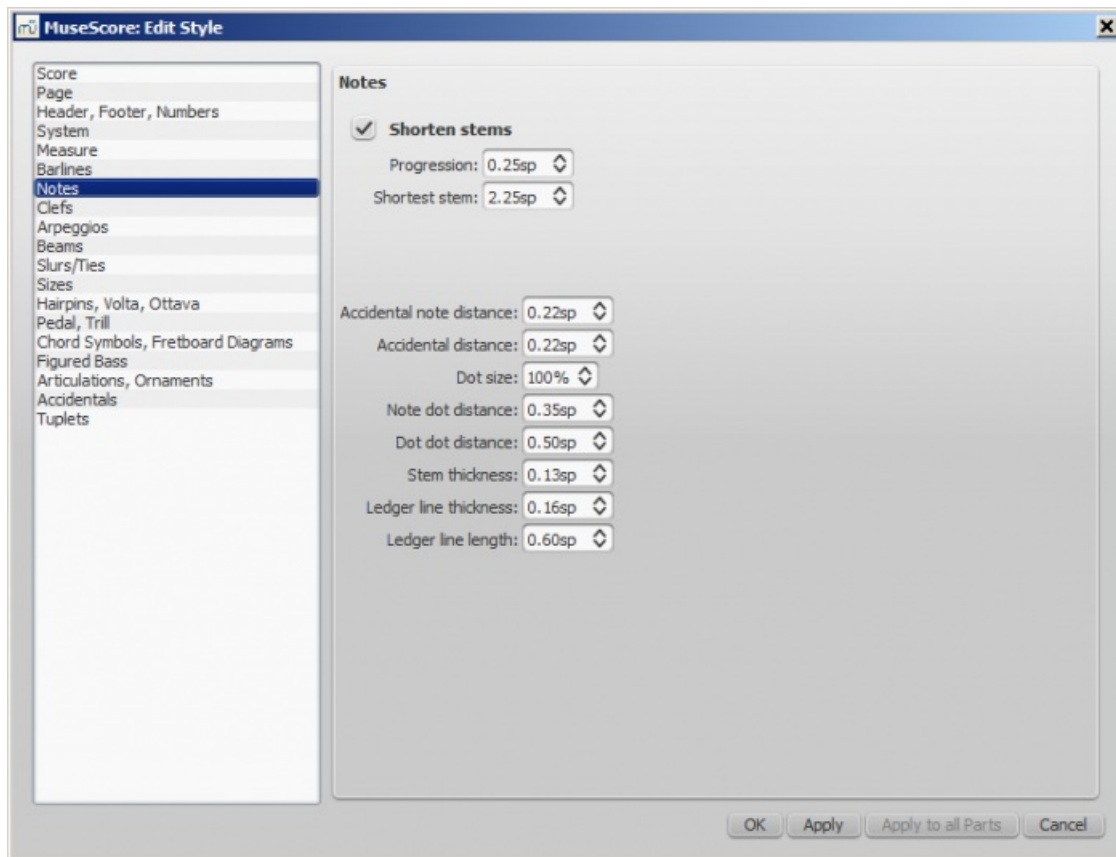 MuseScore: Edit Style
Score
Page
Header, Footer, Numbers
System
Measure
Barlines
Notes
Clefs
Arpeggios
Beams
Slurs/Ties
Sizes
Hairpins, Volta, Ottava
Pedal, Trill
Chord Symbols, Fretboard Diagrams
Figured Bass
Articulations, Ornaments
Accidentals
Tuplets
Notes
Shorten stems
Progression: 0.25sp
Shortest stem: 2.25sp
Accidental note distance: 0.22sp
Accidental distance: 0.22sp
Dot size: 100%
Note dot distance: 0.35sp
Dot dot distance: 0.50sp
Stem thickness: 0.13sp
Ledger line thickness: 0.16sp
Ledger line length: 0.60sp
OK Apply Apply to all Parts Cancel